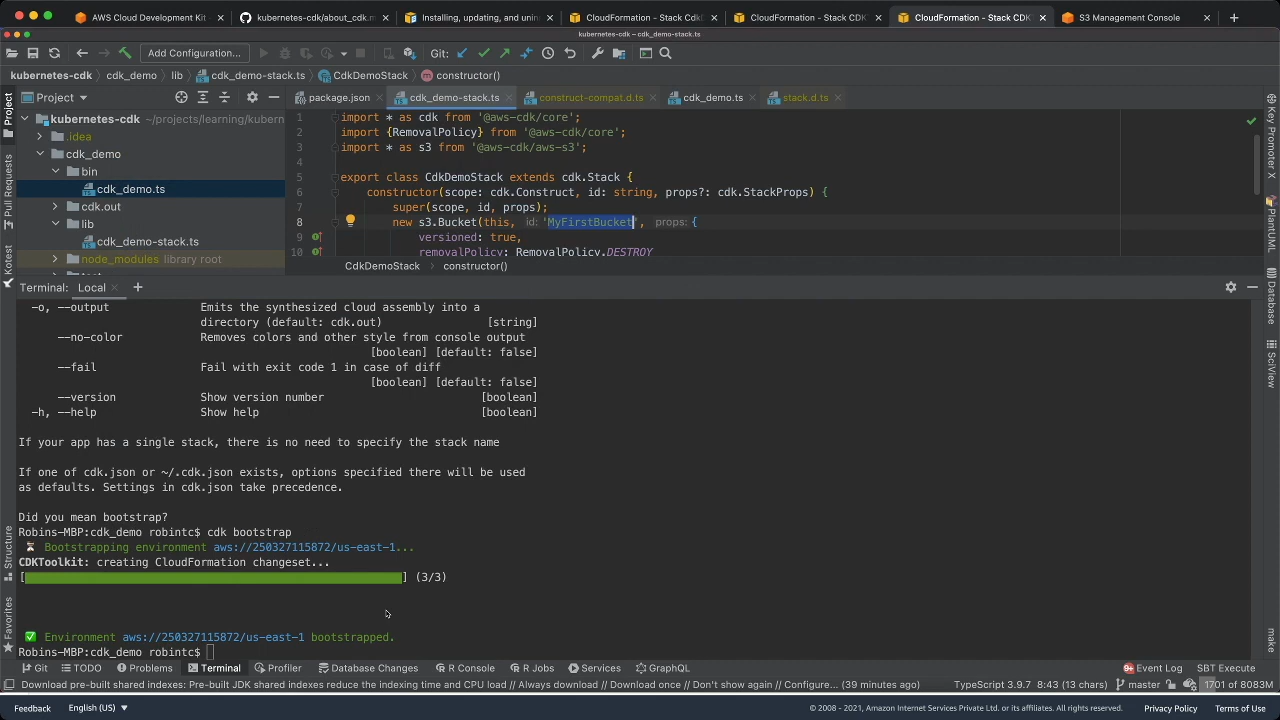 AWS Cloud Development Kit
kubernetes-cdk/about_cdk.m
Installing, updating, and unin
CloudFormation - Stack CDKD
CloudFormation - Stack CDK
CloudFormation - Stack CDK
S3 Management Console
kubernetes-cdk – cdk_demo-stack.ts
Add Configuration...
Git:
kubernetes-cdk cdk_demo lib cdk_demo-stack.ts CdkDemoStack constructor()
Project
package.json
cdk_demo-stack.ts
construct-compat.d.ts
cdk_demo.ts
stack.d.ts
kubernetes-cdk ~/projects/learning/kubern
.idea
cdk_demo
bin
cdk_demo.ts
cdk.out
lib
cdk_demo-stack.ts
node_modules library root
1 import * as cdk from '@aws-cdk/core';
2 import {RemovalPolicy} from '@aws-cdk/core';
3 import * as s3 from '@aws-cdk/aws-s3';
4
5 export class CdkDemoStack extends cdk.Stack {
6 constructor(scope: cdk.Construct, id: string, props?: cdk.StackProps) {
7 super(scope, id, props);
8 new s3.Bucket(this, id: 'MyFirstBucket', props: {
9 versioned: true,
10 removalPolicy: RemovalPolicy.DESTROY
CdkDemoStack constructor()
Terminal: Local
-o, --output Emits the synthesized cloud assembly into a
directory (default: cdk.out) [string]
--no-color Removes colors and other style from console output
[boolean] [default: false]
--fail Fail with exit code 1 in case of diff
[boolean] [default: false]
--version Show version number [boolean]
-h, --help Show help [boolean]
If your app has a single stack, there is no need to specify the stack name
If one of cdk.json or ~/.cdk.json exists, options specified there will be used
as defaults. Settings in cdk.json take precedence.
Did you mean bootstrap?
Robins-MBP:cdk_demo robintc$ cdk bootstrap
Bootstrapping environment aws://250327115872/us-east-1...
CDKToolkit: creating CloudFormation changeset...
[] (3/3)
Environment aws://250327115872/us-east-1 bootstrapped.
Robins-MBP:cdk_demo robintc$
Project
Pull Requests
Kotest
Structure
Favorites
Key Promoter X
PlantUML
Database
SciView
make
Git TODO Problems Terminal Profiler Database Changes R Console R Jobs Services GraphQL 9+ Event Log SBT Execute
Download pre-built shared indexes: Pre-built JDK shared indexes reduce the indexing time and CPU load // Always download // Download once // Don't show again // Configure... (39 minutes ago) TypeScript 3.9.7 8:43 (13 chars) master 1701 of 8083M
Feedback English (US) © 2008 - 2021, Amazon Internet Services Private Ltd. or its affiliates. All rights reserved. Privacy Policy Terms of Use